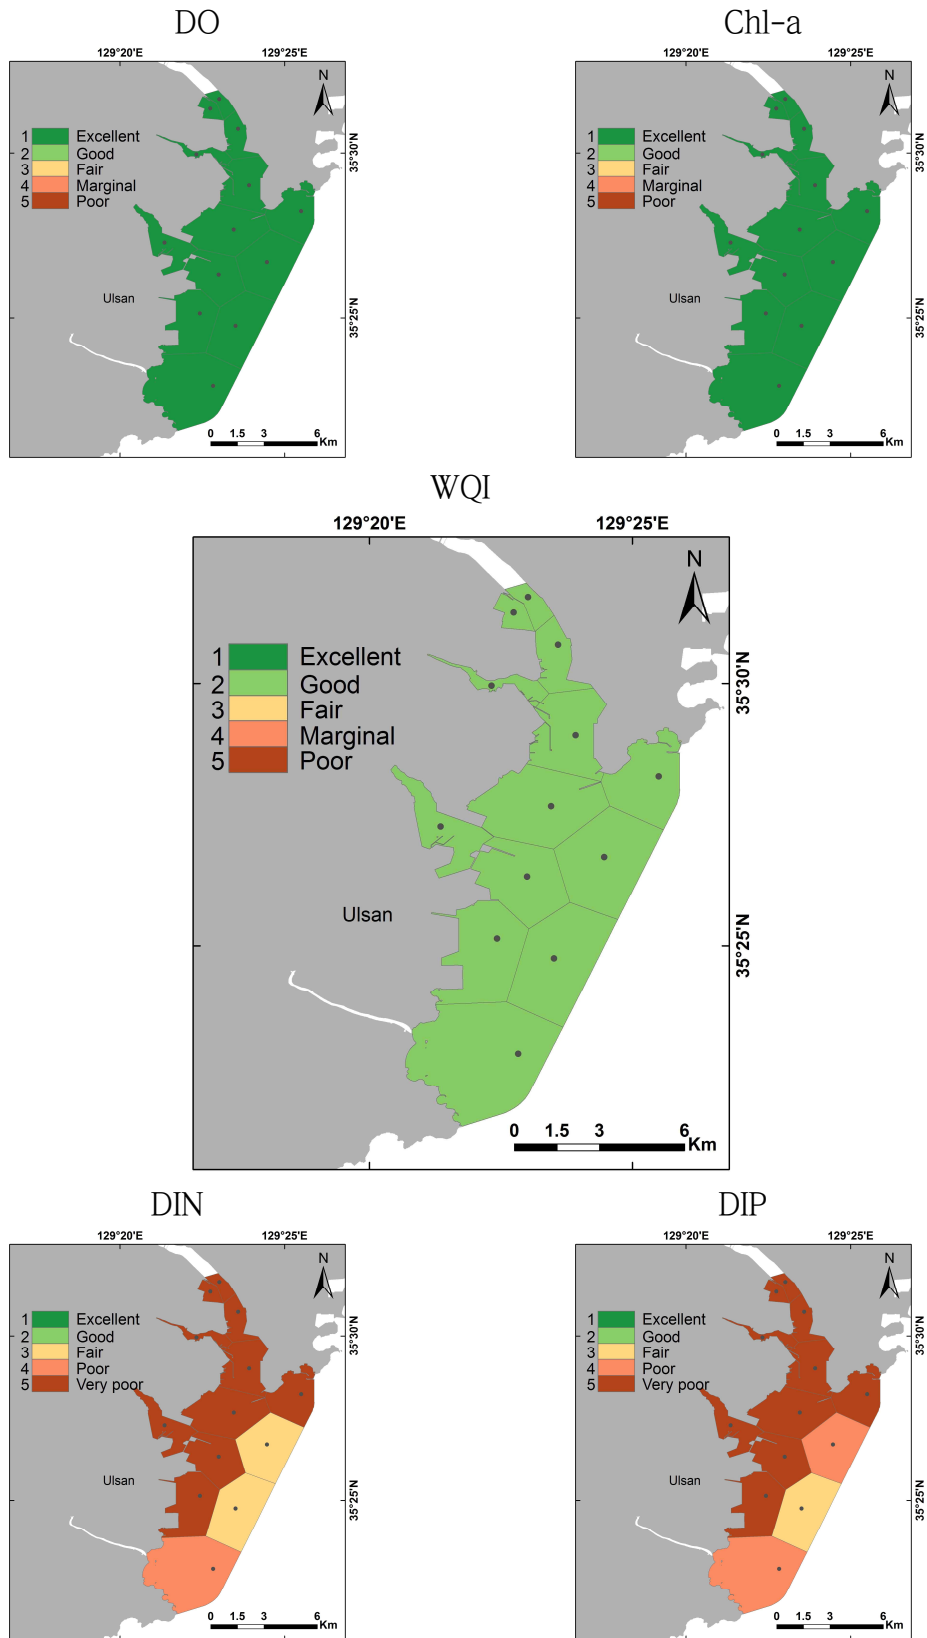 DO
129°20'E 129°25'E
N
1 Excellent
2 Good
3 Fair
4 Marginal
5 Poor
35°30'N
Ulsan
35°25'N
0 1.5 3 6
Km
Chl-a
129°20'E 129°25'E
N
1 Excellent
2 Good
3 Fair
4 Marginal
5 Poor
35°30'N
Ulsan
35°25'N
0 1.5 3 6
Km
WQI
129°20'E 129°25'E
N
1 Excellent
2 Good
3 Fair
4 Marginal
5 Poor
35°30'N
Ulsan
35°25'N
0 1.5 3 6
Km
DIN
129°20'E 129°25'E
N
1 Excellent
2 Good
3 Fair
4 Poor
5 Very poor
35°30'N
Ulsan
35°25'N
0 1.5 3 6
Km
DIP
129°20'E 129°25'E
N
1 Excellent
2 Good
3 Fair
4 Poor
5 Very poor
35°30'N
Ulsan
35°25'N
0 1.5 3 6
Km